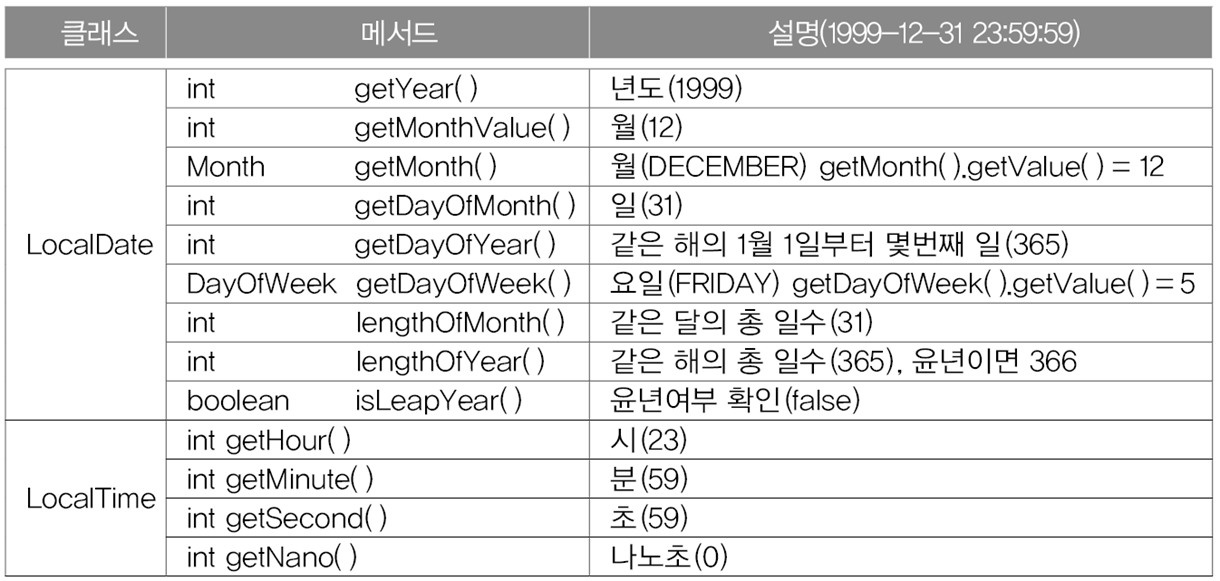 클래스 메서드 설명(1999-12-31 23:59:59)
int getYear( ) 년도(1999)
int getMonthValue( ) 월(12)
Month getMonth( ) 월(DECEMBER) getMonth( ).getValue( ) = 12
int getDayOfMonth( ) 일(31)
LocalDate int getDayOfYear( ) 같은 해의 1월 1일부터 몇번째 일(365)
DayOfWeek getDayOfWeek( ) 요일(FRIDAY) getDayOfWeek( ).getValue( ) = 5
int lengthOfMonth( ) 같은 달의 총 일수(31)
int lengthOfYear( ) 같은 해의 총 일수(365), 윤년이면 366
boolean isLeapYear( ) 윤년여부 확인(false)
int getHour( ) 시(23)
int getMinute( ) 분(59)
LocalTime
int getSecond( ) 초(59)
int getNano( ) 나노초(0)